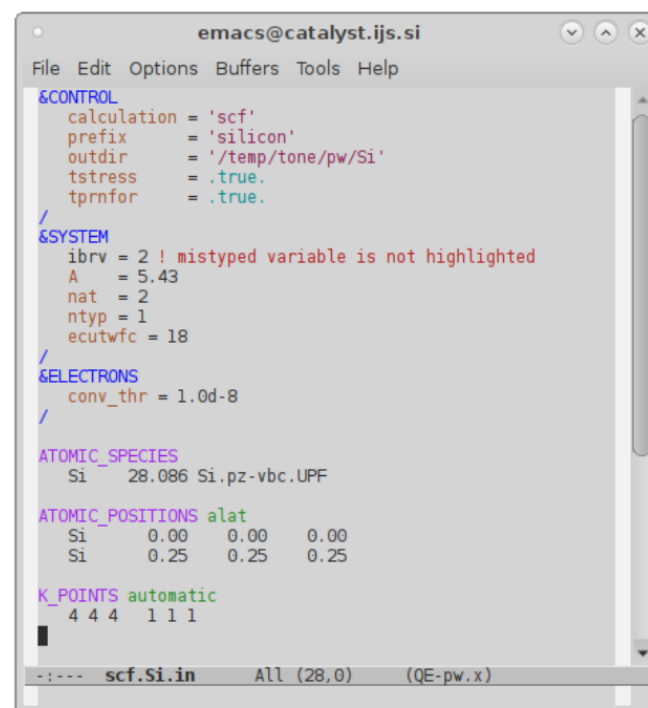 emacs@catalyst.ijs.si
File Edit Options Buffers Tools Help
&CONTROL
calculation = 'scf'
prefix = 'silicon'
outdir = '/temp/tone/pw/Si'
tstress = .true.
tprnfor = .true.
/
&SYSTEM
ibrv = 2 ! mistyped variable is not highlighted
A = 5.43
nat = 2
ntyp = 1
ecutwfc = 18
/
&ELECTRONS
conv_thr = 1.0d-8
/
ATOMIC_SPECIES
Si 28.086 Si.pz-vbc.UPF
ATOMIC_POSITIONS alat
Si 0.00 0.00 0.00
Si 0.25 0.25 0.25
K_POINTS automatic
4 4 4 1 1 1
-:--- scf.Si.in All (28,0) (QE-pw.x)